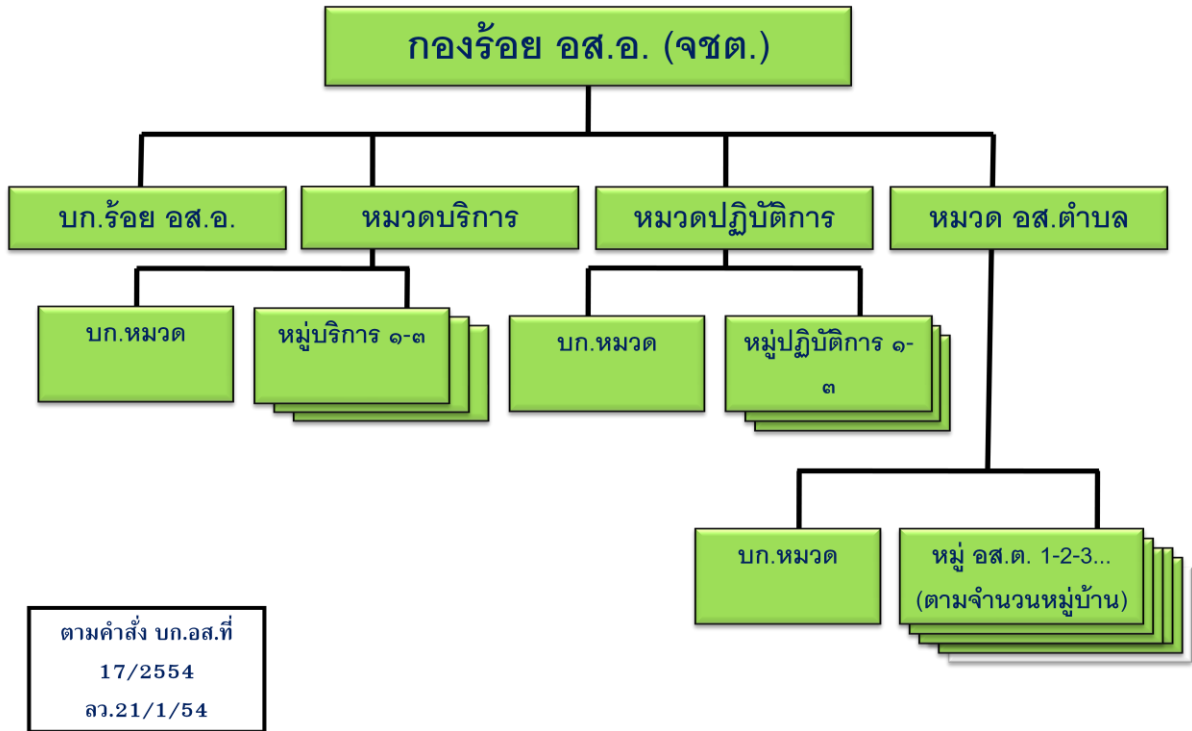 กองร้อย อส.อ. (จชต.)
บก.ร้อย อส.อ.
หมวดบริการ
หมวดปฏิบัติการ
หมวด อส.ตำบล
บก.หมวด
หมู่บริการ ๑-๓
บก.หมวด
หมู่ปฏิบัติการ ๑-
๓
บก.หมวด
หมู่ อส.ต. 1-2-3...
(ตามจำนวนหมู่บ้าน)
ตามคำสั่ง บก.อส.ที่
17/2554
ลว.21/1/54